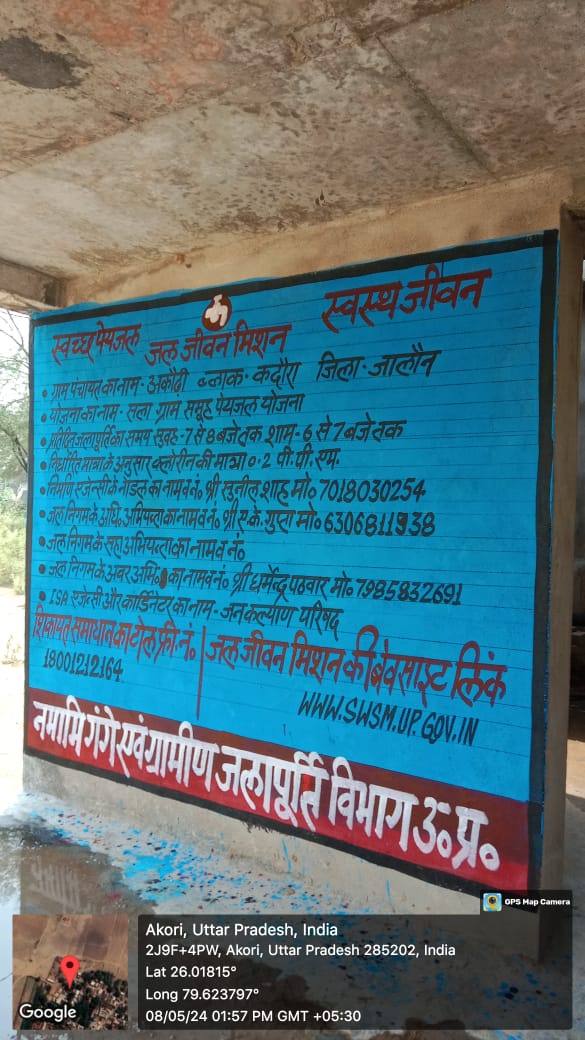 स्वच्छ पेयजल जल जीवन मिशन स्वस्थ जीवन
• ग्राम पंचायत का नाम - अकौढ़ी ब्लाक - कदौरा जिला - जालौन
• योजना का नाम - सला ग्राम समूह पेयजल योजना
• प्रतिदिन जलापूर्ति का समय सुबह - 7 से 8 बजे तक शाम - 6 से 7 बजे तक
• निर्धारित मात्रा के अनुसार क्लोरीन की मात्रा 0.2 पी.पी.एम.
• निर्माण एजेन्सी के नोडल का नाम व नं. श्री सुनील शाह मो. 7018030254
• जल निगम के अधि. अभियन्ता का नाम व नं. श्री ए.के. गुप्ता मो. 6306811938
• जल निगम के सहा अभियन्ता का नाम व नं०
• जल निगम के अवर अभि. का नाम व नं. श्री धर्मेन्द्र पठवार मो. 7985832691
• ISA एजेन्सी और कार्डिनेटर का नाम - जन कल्याण परिषद
शिकायत समाधान का टोल फ्री. नं.
18001212164
जल जीवन मिशन की बेवसाइट लिंक
WWW.SWSM.UP.GOV.IN
नमामि गंगे एवं ग्रामीण जलापूर्ति विभाग उ० प्र०
GPS Map Camera
Akori, Uttar Pradesh, India
2J9F+4PW, Akori, Uttar Pradesh 285202, India
Lat 26.01815°
Long 79.623797°
08/05/24 01:57 PM GMT +05:30
Google